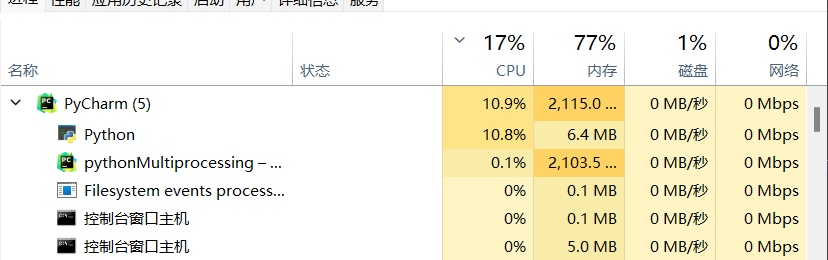 进程 性能 应用历史记录 启动 用户 详细信息 服务
17% 77% 1% 0%
名称 状态 CPU 内存 磁盘 网络
PyCharm (5) 10.9% 2,115.0 ... 0 MB/秒 0 Mbps
Python 10.8% 6.4 MB 0 MB/秒 0 Mbps
pythonMultiprocessing – ... 0.1% 2,103.5 ... 0 MB/秒 0 Mbps
Filesystem events process... 0% 0.1 MB 0 MB/秒 0 Mbps
控制台窗口主机 0% 0.1 MB 0 MB/秒 0 Mbps
控制台窗口主机 0% 5.0 MB 0 MB/秒 0 Mbps